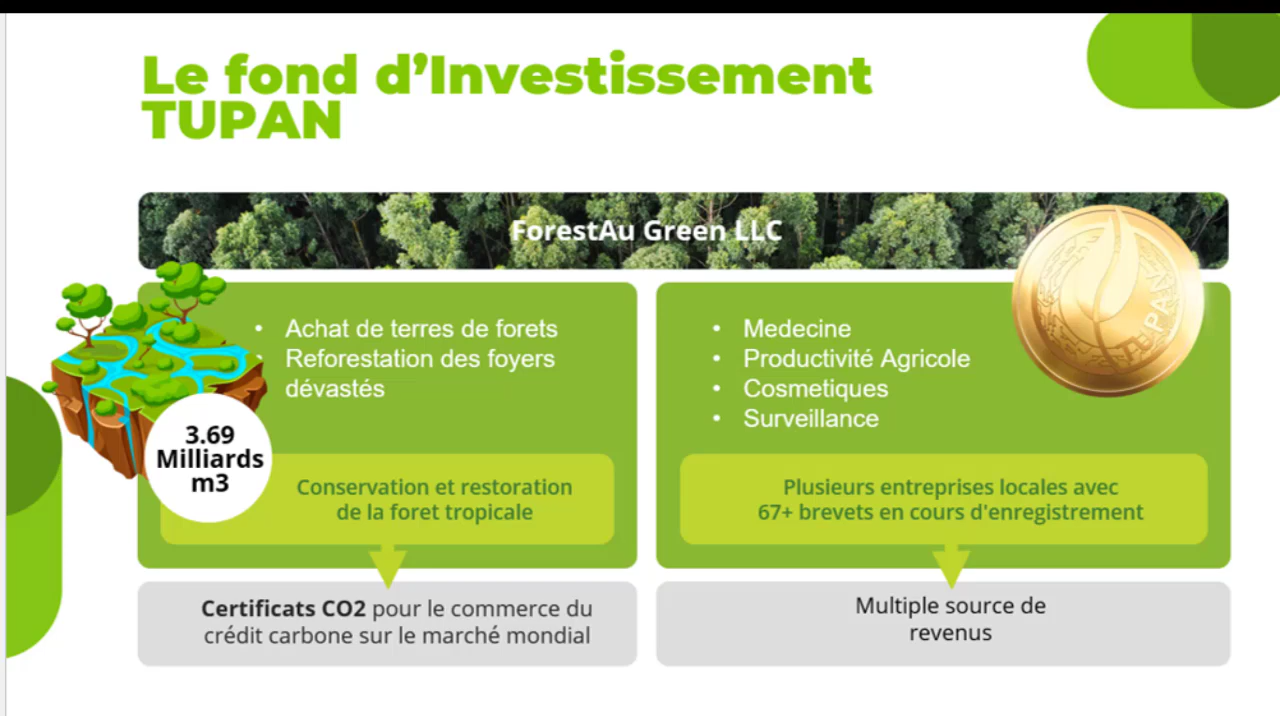 Le fond d’Investissement
TUPAN
ForestAu Green LLC
TUPAN
• Achat de terres de forets
• Reforestation des foyers
dévastés
3.69
Milliards
m3
Conservation et restoration
de la foret tropicale
Certificats CO2 pour le commerce du
crédit carbone sur le marché mondial
• Medecine
• Productivité Agricole
• Cosmetiques
• Surveillance
Plusieurs entreprises locales avec
67+ brevets en cours d'enregistrement
Multiple source de
revenus